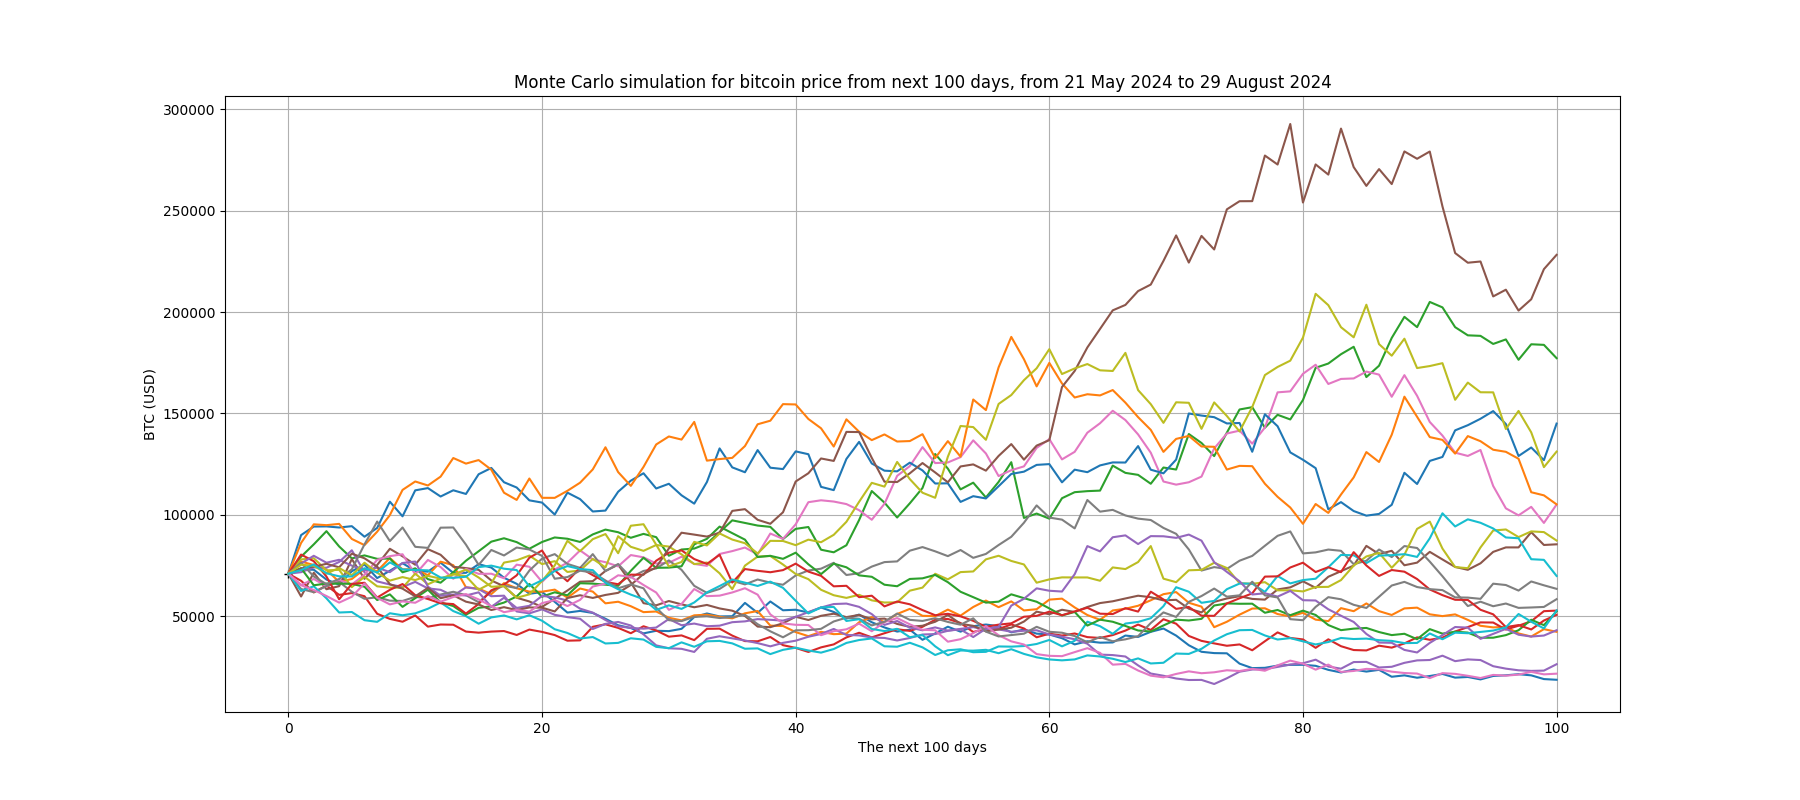 Monte Carlo simulation for bitcoin price from next 100 days, from 21 May 2024 to 29 August 2024
300000
250000
200000
150000
100000
50000
BTC (USD)
0 20 40 60 80 100
The next 100 days